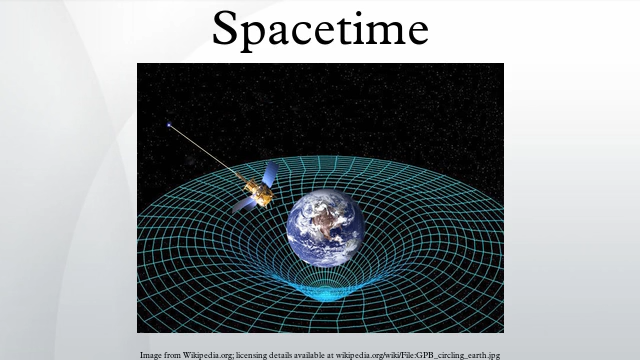 Spacetime
Image from Wikipedia.org; licensing details available at wikipedia.org/wiki/File:GPB_circling_earth.jpg